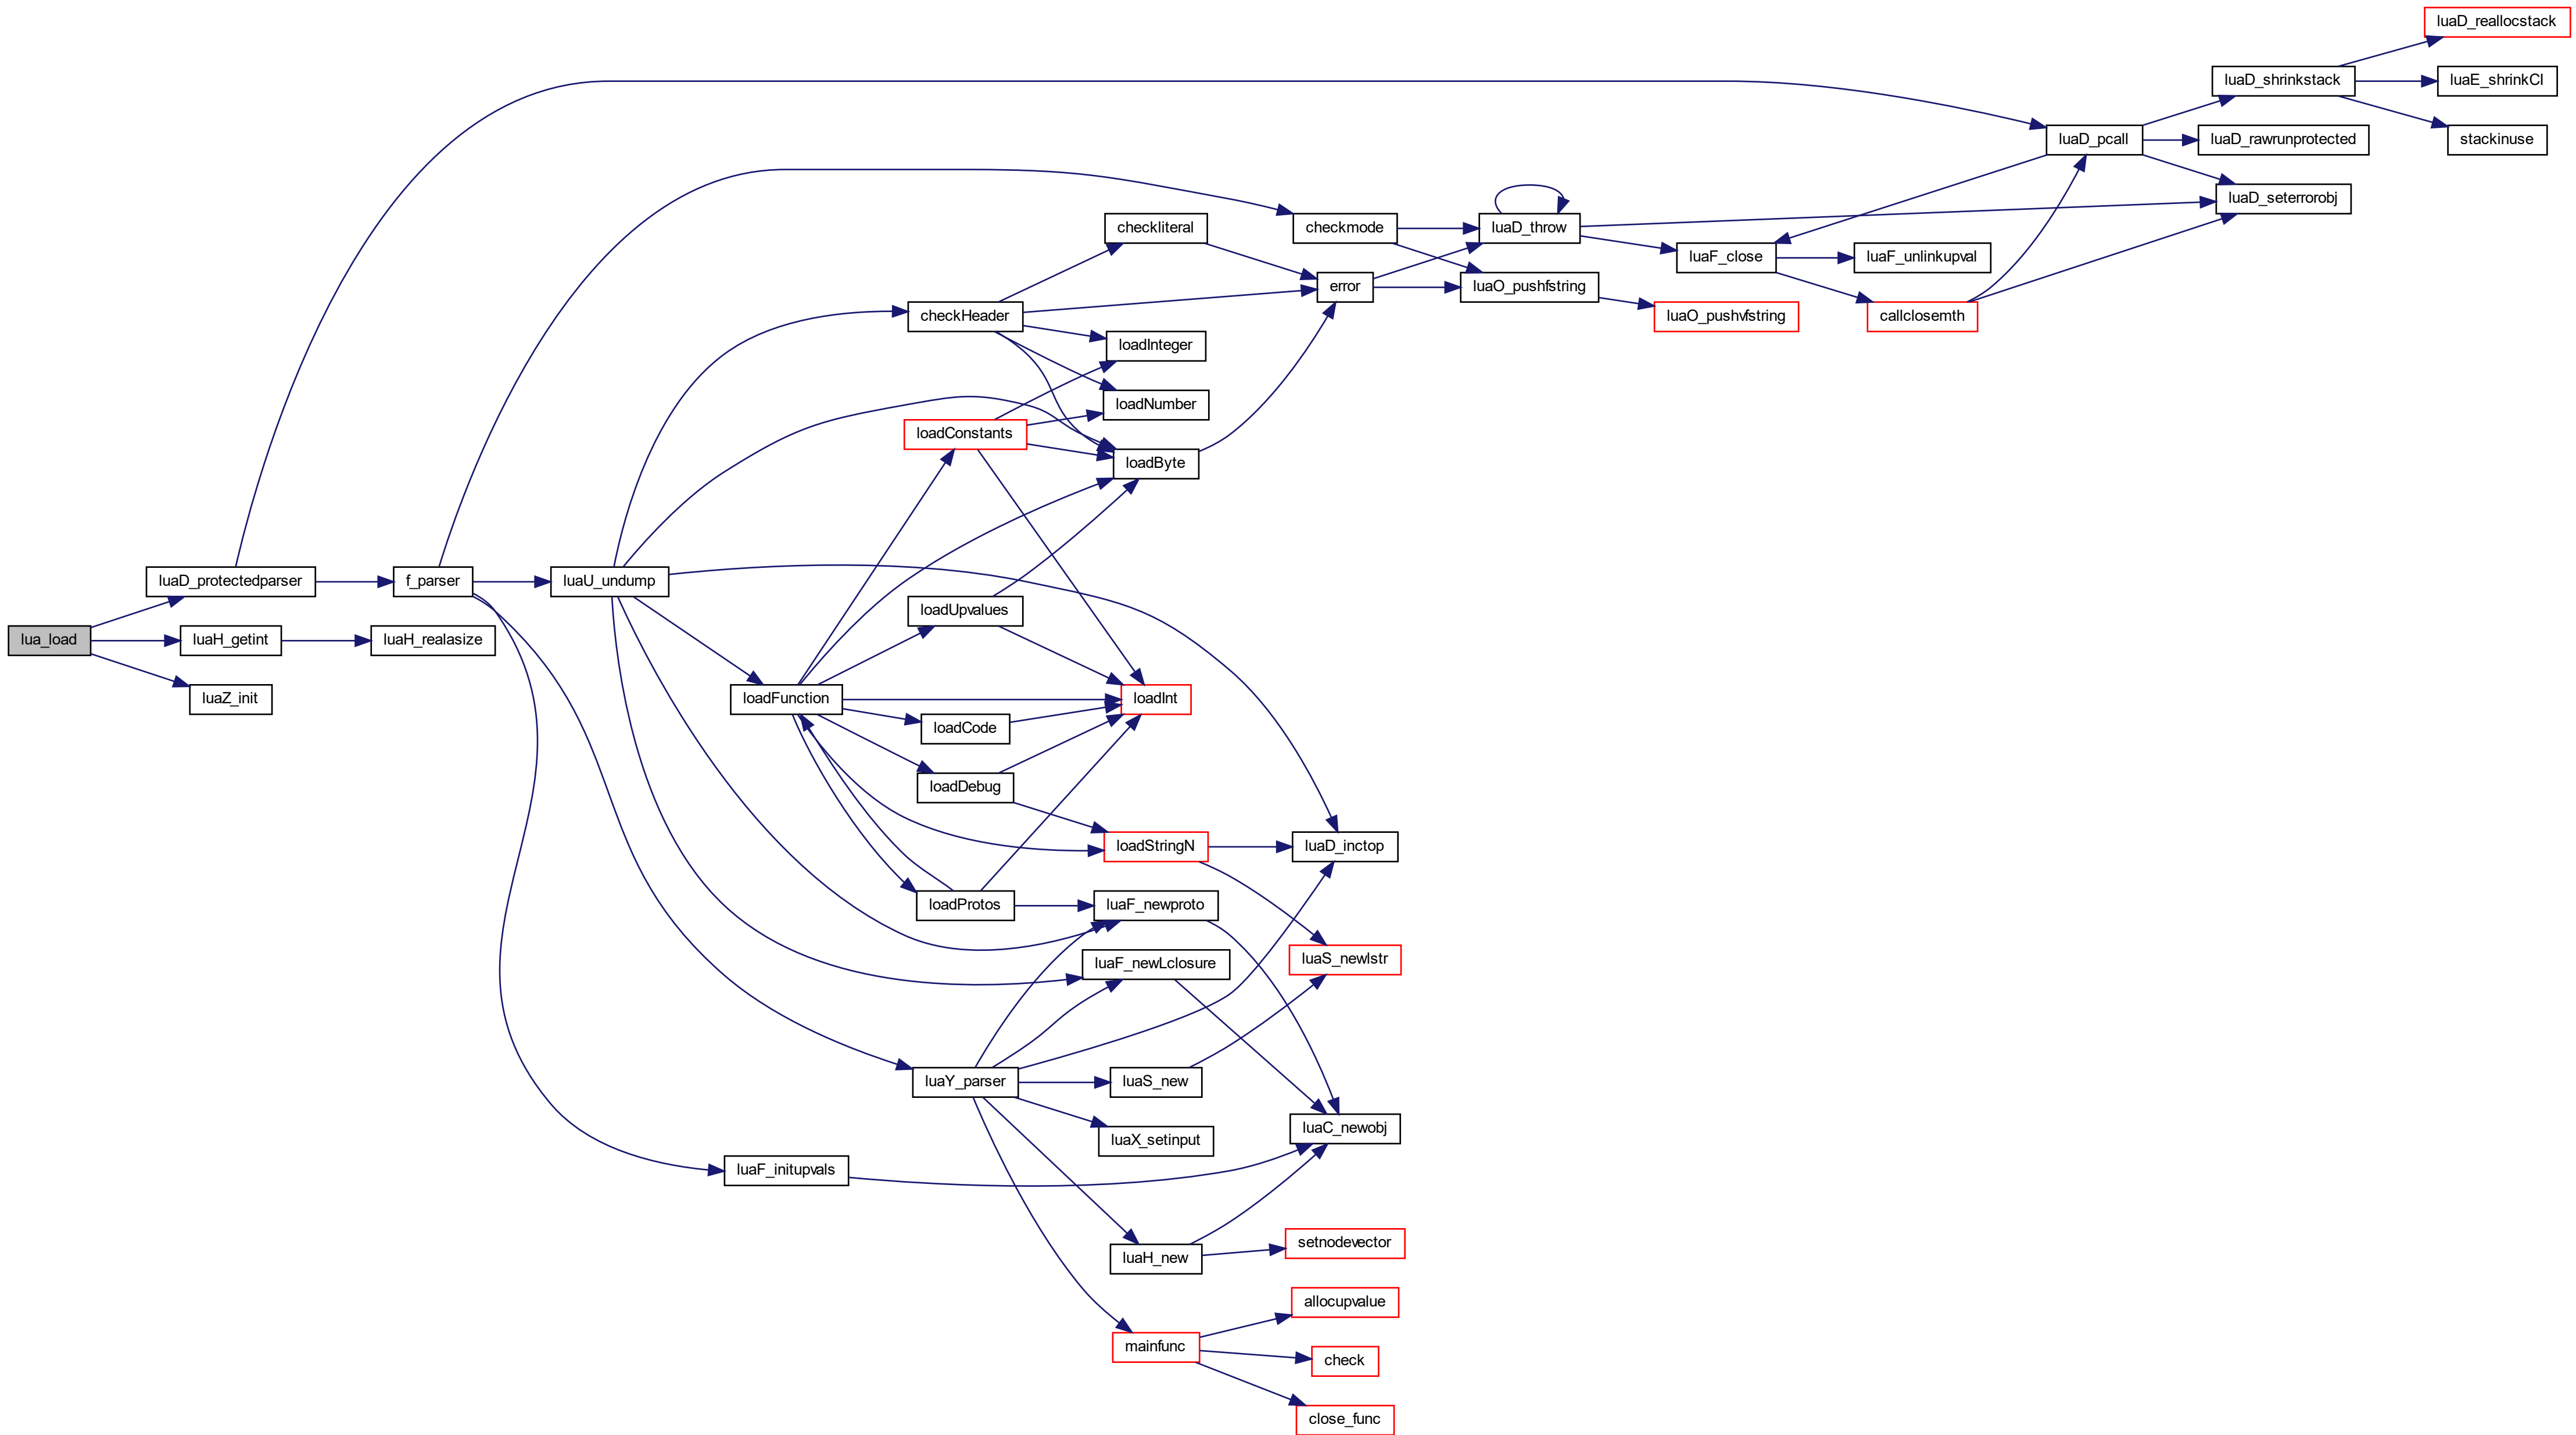 luaD_reallocstack
luaD_shrinkstack
luaE_shrinkCI
luaD_pcall
luaD_rawrunprotected
stackinuse
luaD_seterrorobj
checkliteral
checkmode
luaD_throw
luaF_close
luaF_unlinkupval
error
luaO_pushfstring
checkHeader
luaO_pushvfstring
callclosemth
loadInteger
loadNumber
loadConstants
loadByte
luaD_protectedparser
f_parser
luaU_undump
loadUpvalues
lua_load
luaH_getint
luaH_realasize
luaZ_init
loadFunction
loadInt
loadCode
loadDebug
loadStringN
luaD_inctop
loadProtos
luaF_newproto
luaF_newLclosure
luaS_newlstr
luaY_parser
luaS_new
luaX_setinput
luaC_newobj
luaF_initupvals
luaH_new
setnodevector
allocupvalue
mainfunc
check
close_func